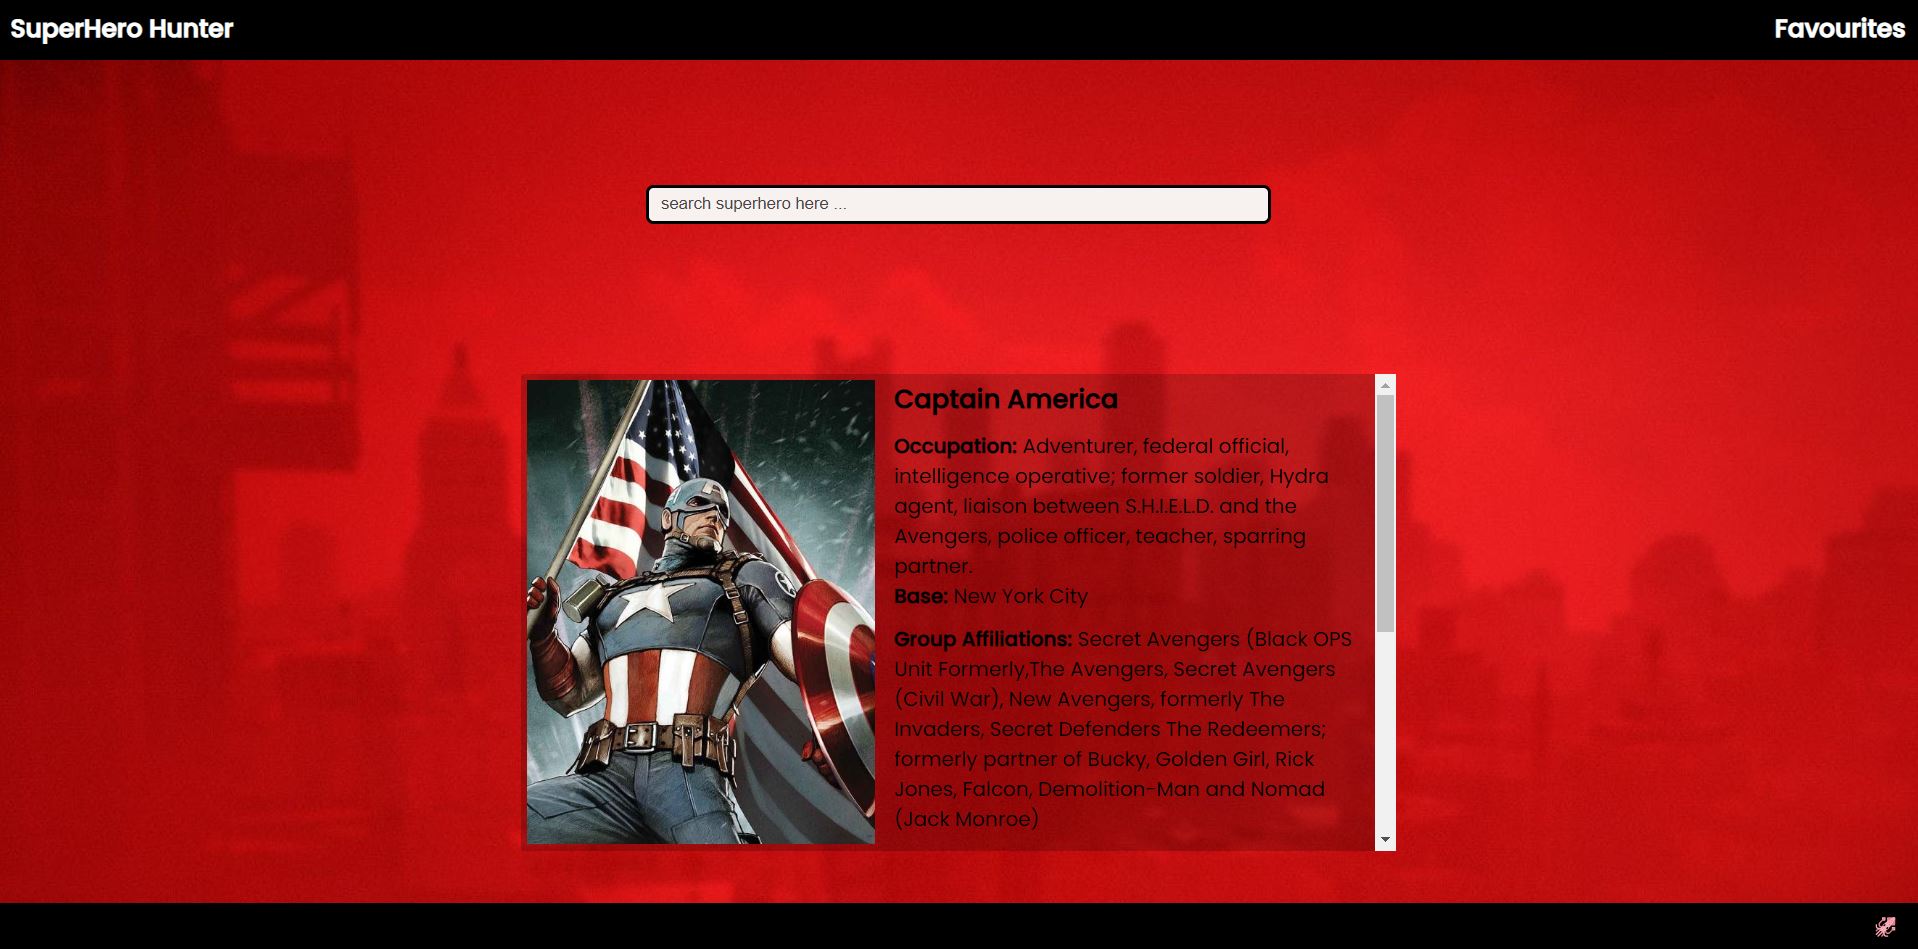 SuperHero Hunter
Favourites
search superhero here ...
Captain America
Occupation: Adventurer, federal official,
intelligence operative; former soldier, Hydra
agent, liaison between S.H.I.E.L.D. and the
Avengers, police officer, teacher, sparring
partner.
Base: New York City
Group Affiliations: Secret Avengers (Black OPS
Unit Formerly,The Avengers, Secret Avengers
(Civil War), New Avengers, formerly The
Invaders, Secret Defenders The Redeemers;
formerly partner of Bucky, Golden Girl, Rick
Jones, Falcon, Demolition-Man and Nomad
(Jack Monroe)